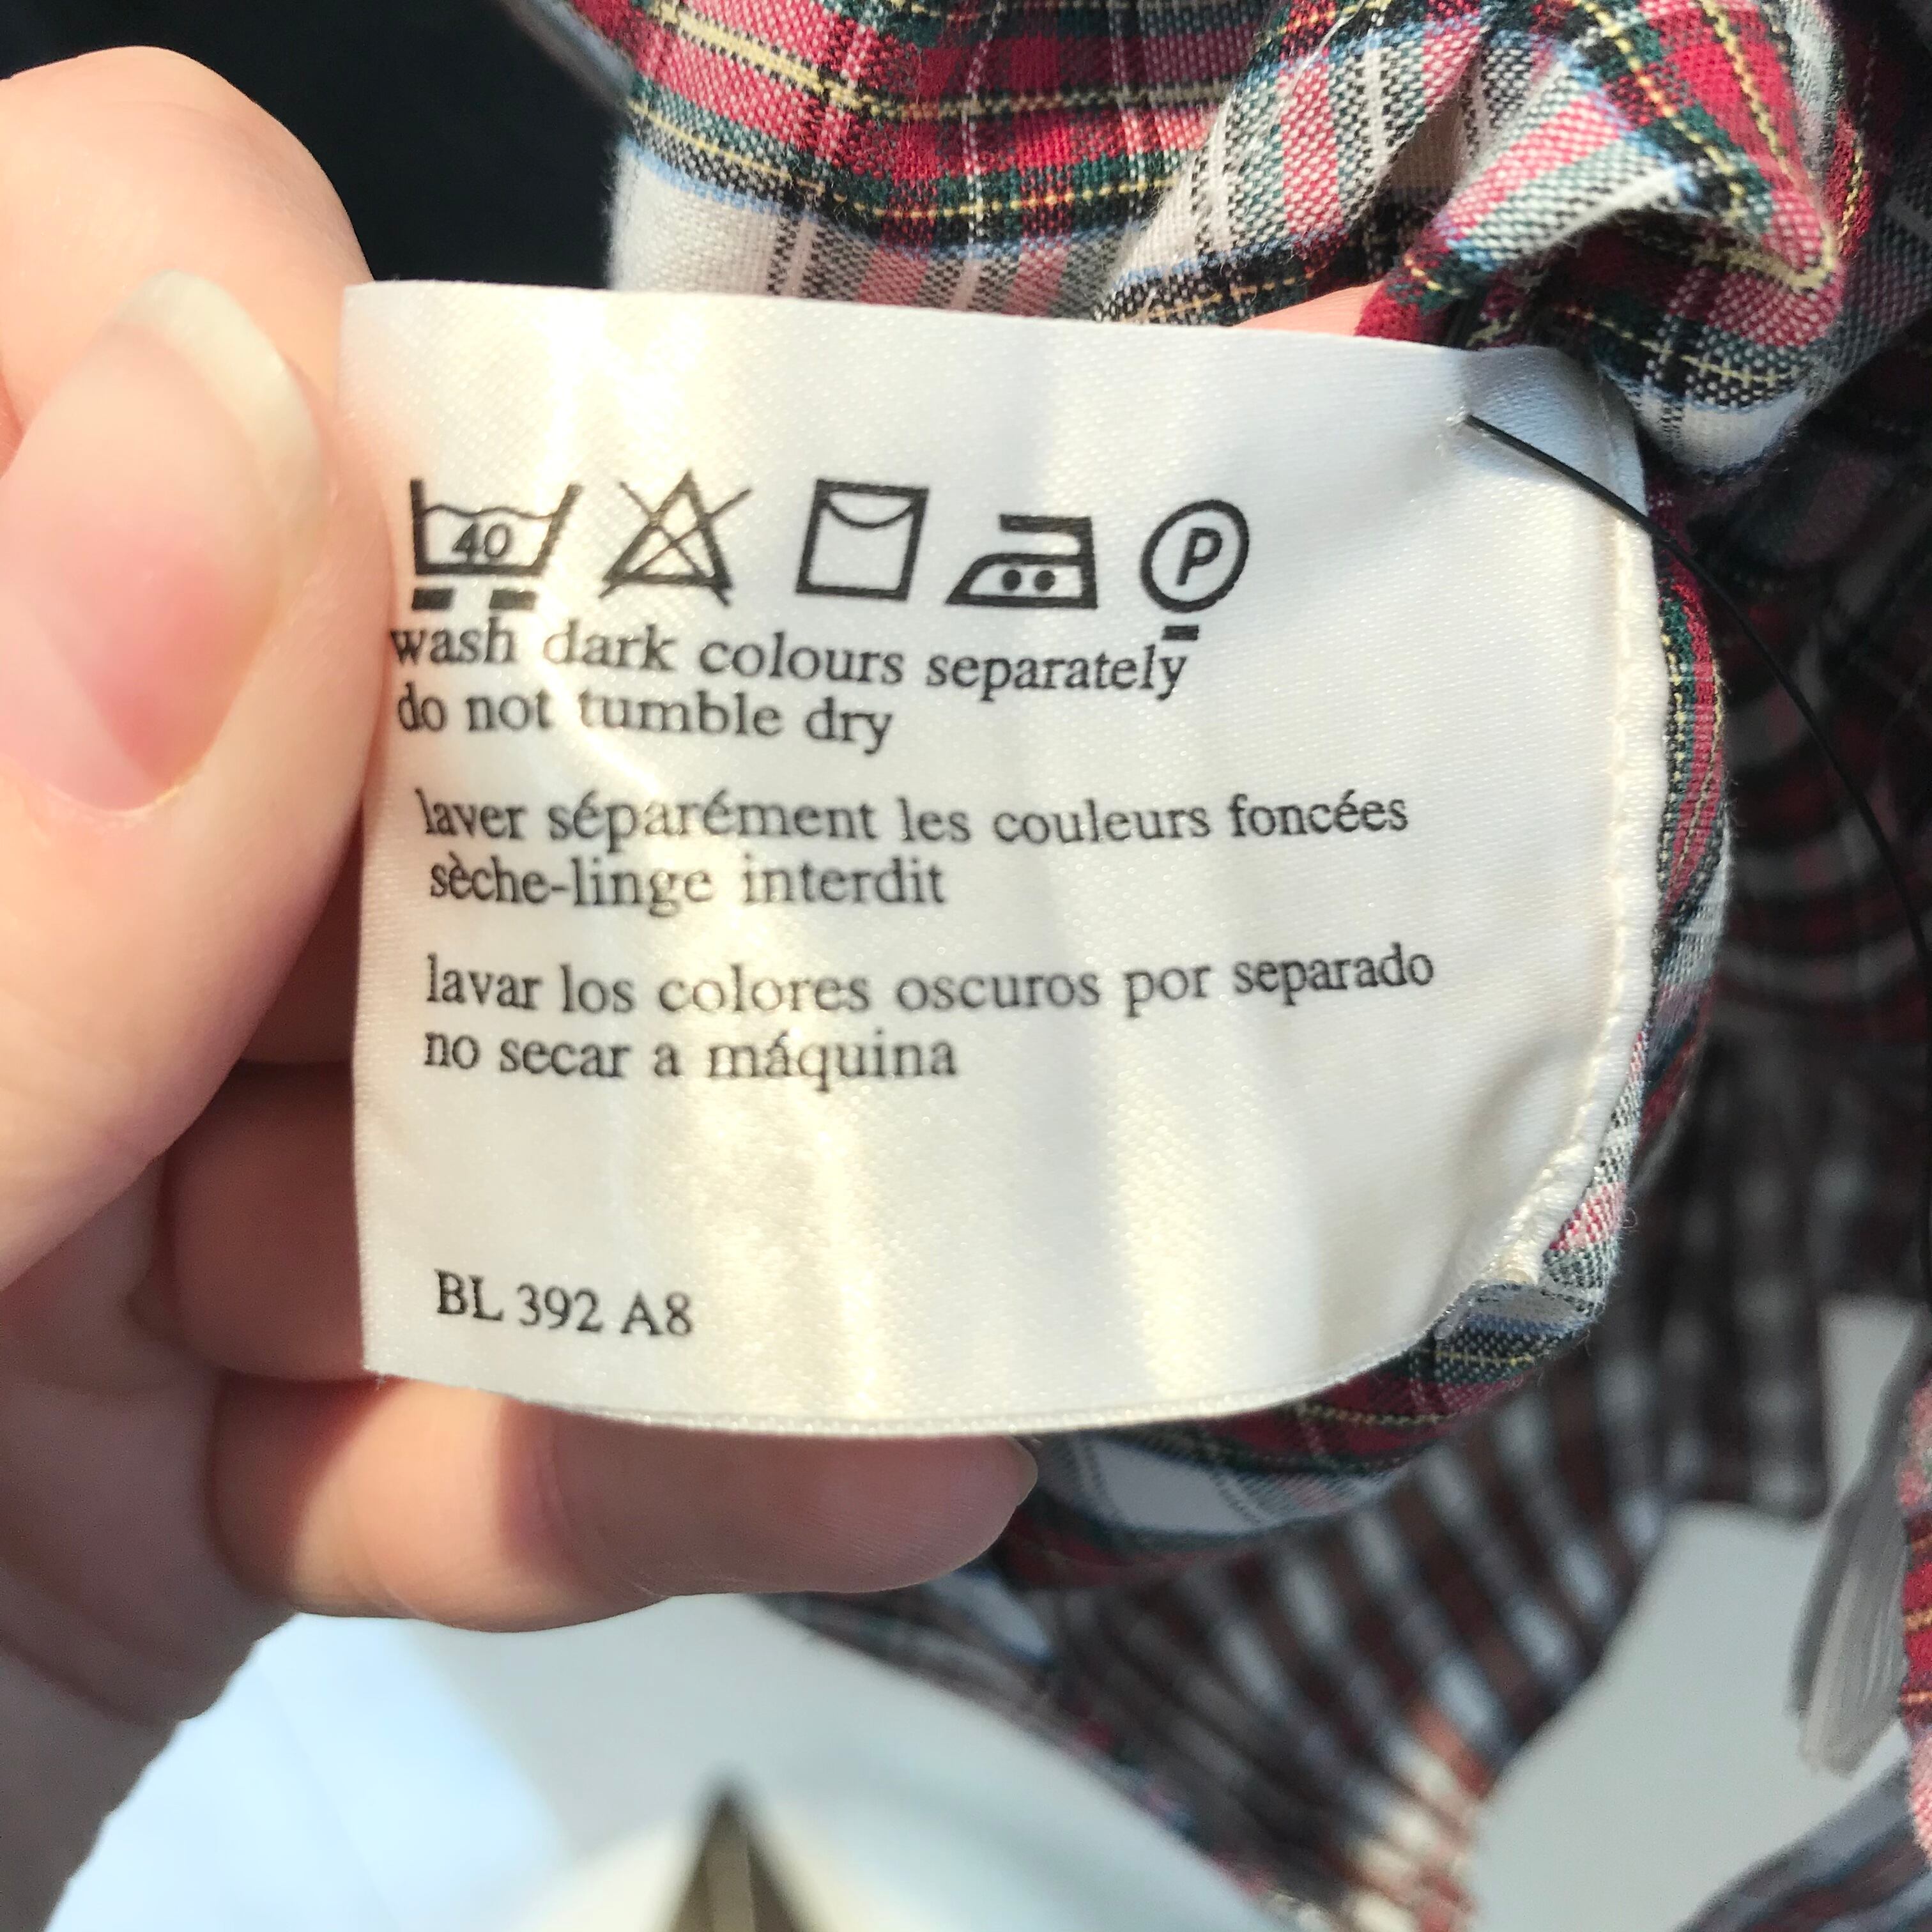 40 P
wash dark colours separately
do not tumble dry
laver séparément les couleurs foncées
sèche-linge interdit
lavar los colores oscuros por separado
no secar a máquina
BL 392 A8